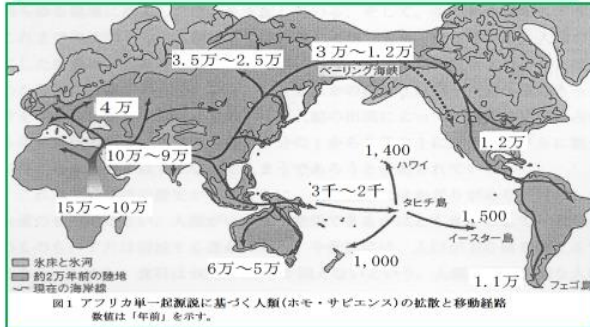 3.5万〜2.5万
3万〜1.2万
ベーリング海峡
4万
10万〜9万
1.2万
1,400
ハワイ
3千〜2千
タヒチ島
15万〜10万
1,500
イースター島
6万〜5万
1,000
1.1万
フェゴ島
氷床と氷河
約2万年前の陸地
現在の海岸線
図1 アフリカ単一起源説に基づく人類(ホモ・サピエンス)の拡散と移動経路
数値は「年前」を示す。